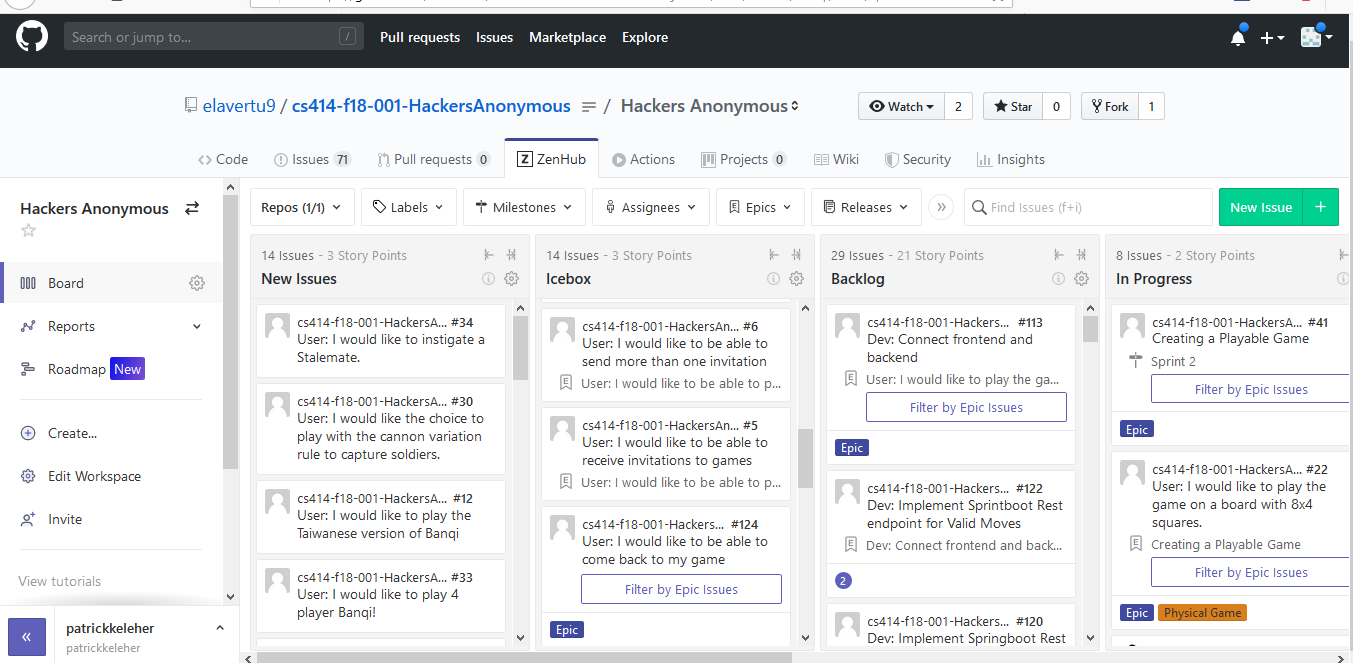 Search or jump to... /
Pull requests Issues Marketplace Explore
elavertu9 / cs414-f18-001-HackersAnonymous / Hackers Anonymous
Watch 2 Star 0 Fork 1
Code Issues 71 Pull requests 0 ZenHub Actions Projects 0 Wiki Security Insights
Hackers Anonymous
Board
Reports
Roadmap New
Create...
Edit Workspace
Invite
View tutorials
patrickkeleher
patrickkeleher
Repos (1/1) Labels Milestones Assignees Epics Releases Find Issues (f+i) New Issue +
14 Issues - 3 Story Points
New Issues
cs414-f18-001-HackersA... #34
User: I would like to instigate a
Stalemate.
cs414-f18-001-HackersA... #30
User: I would like the choice to
play with the cannon variation
rule to capture soldiers.
cs414-f18-001-HackersA... #12
User: I would like to play the
Taiwanese version of Banqi
cs414-f18-001-HackersA... #33
User: I would like to play 4
player Banqi!
14 Issues - 3 Story Points
Icebox
cs414-f18-001-HackersAn... #6
User: I would like to be able to
send more than one invitation
User: I would like to be able to p...
cs414-f18-001-HackersAn... #5
User: I would like to be able to
receive invitations to games
User: I would like to be able to p...
cs414-f18-001-Hackers... #124
User: I would like to be able to
come back to my game
Filter by Epic Issues
Epic
29 Issues - 21 Story Points
Backlog
cs414-f18-001-Hackers... #113
Dev: Connect frontend and
backend
User: I would like to play the ga...
Filter by Epic Issues
Epic
cs414-f18-001-Hackers... #122
Dev: Implement Sprintboot Rest
endpoint for Valid Moves
Dev: Connect frontend and back...
2
cs414-f18-001-Hackers... #120
Dev: Implement Springboot Rest
8 Issues - 2 Story Points
In Progress
cs414-f18-001-HackersA... #41
Creating a Playable Game
Sprint 2
Filter by Epic Issues
Epic
cs414-f18-001-HackersA... #22
User: I would like to play the
game on a board with 8x4
squares.
Creating a Playable Game
Filter by Epic Issues
Epic Physical Game